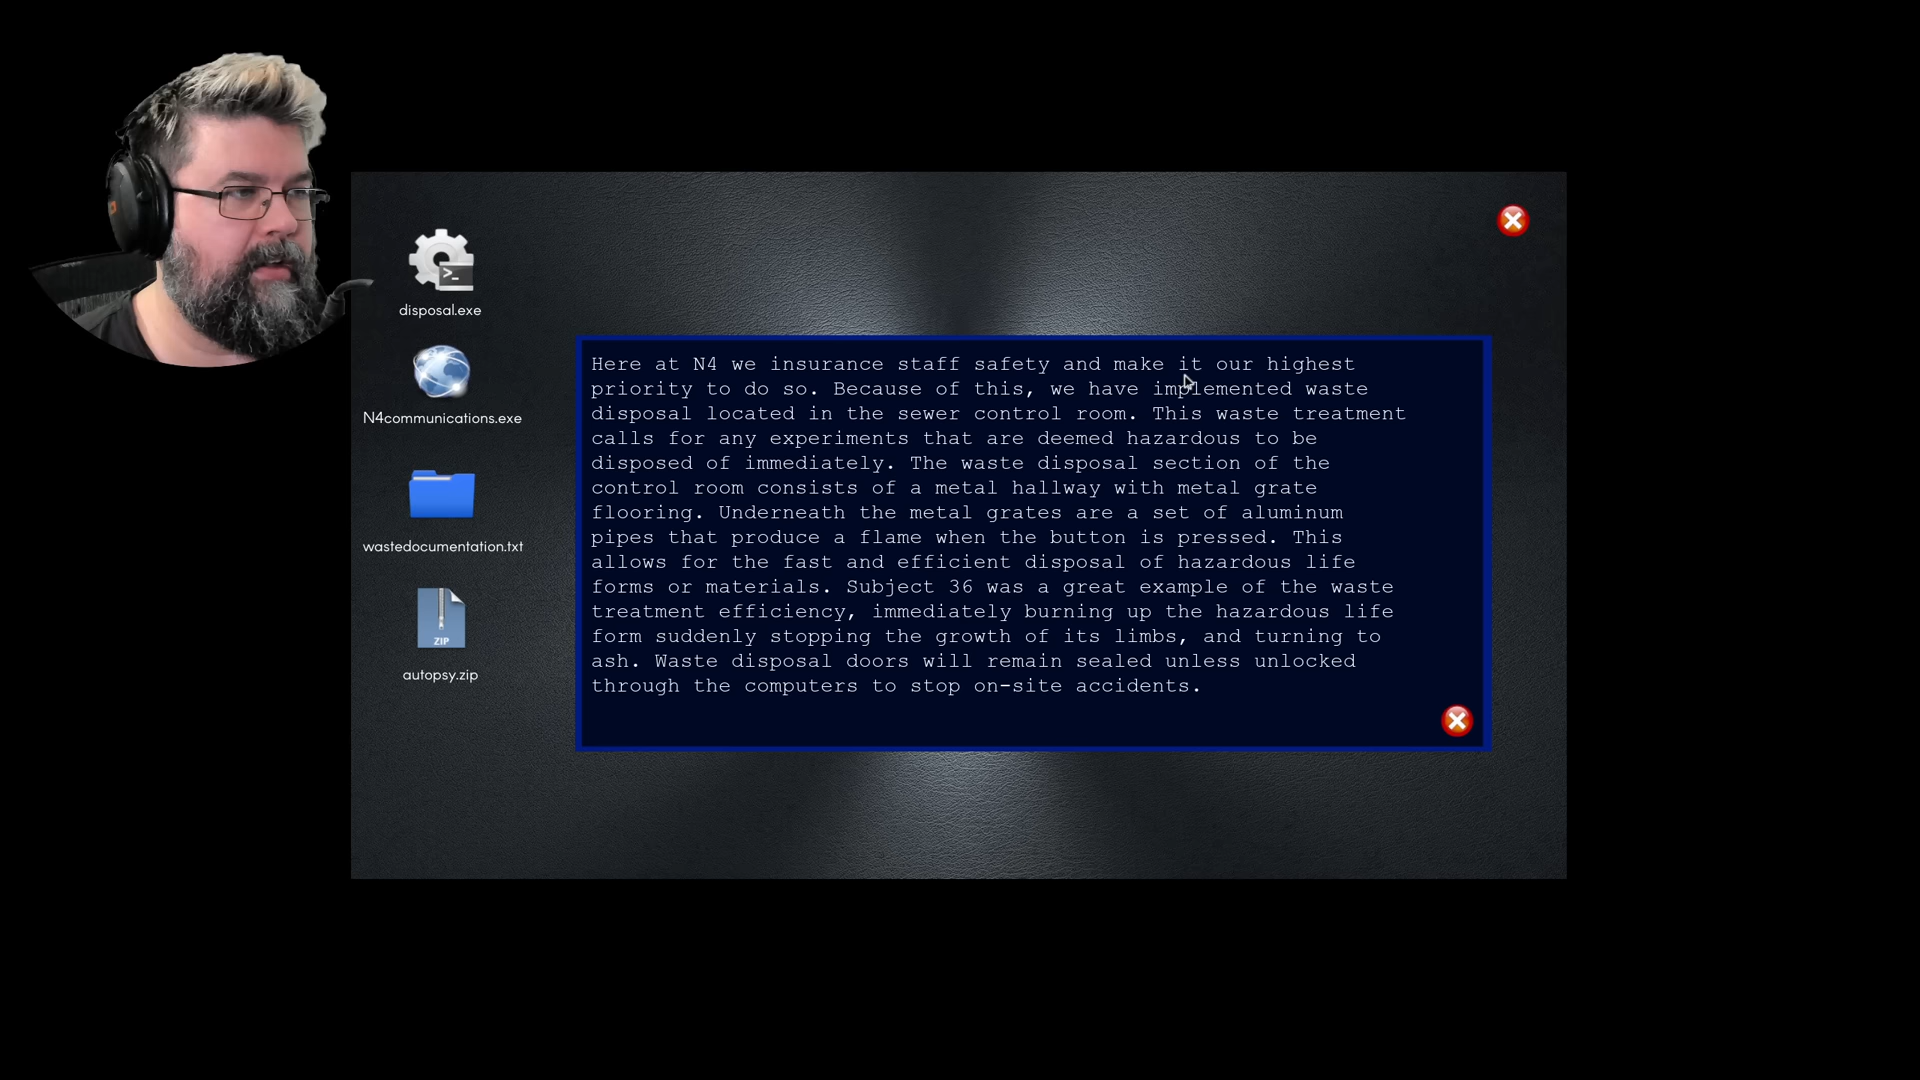 disposal.exe
N4communications.exe
wastedocumentation.txt
ZIP
autopsy.zip
Here at N4 we insurance staff safety and make it our highest
priority to do so. Because of this, we have implemented waste
disposal located in the sewer control room. This waste treatment
calls for any experiments that are deemed hazardous to be
disposed of immediately. The waste disposal section of the
control room consists of a metal hallway with metal grate
flooring. Underneath the metal grates are a set of aluminum
pipes that produce a flame when the button is pressed. This
allows for the fast and efficient disposal of hazardous life
forms or materials. Subject 36 was a great example of the waste
treatment efficiency, immediately burning up the hazardous life
form suddenly stopping the growth of its limbs, and turning to
ash. Waste disposal doors will remain sealed unless unlocked
through the computers to stop on-site accidents.